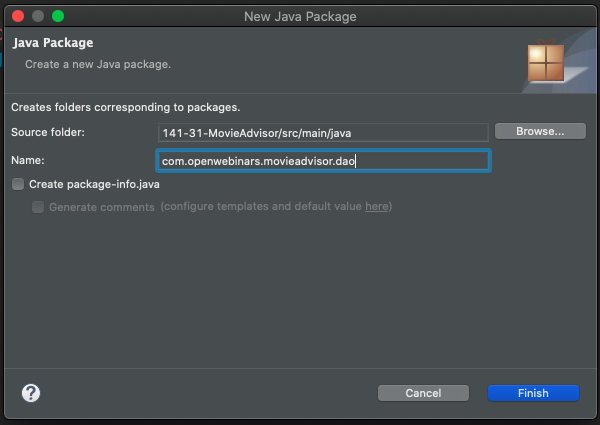 New Java Package
Java Package
Create a new Java package.
Creates folders corresponding to packages.
Source folder: 141-31-MovieAdvisor/src/main/java Browse...
Name: com.openwebinars.movieadvisor.dao
Create package-info.java
Generate comments (configure templates and default value here)
? Cancel Finish